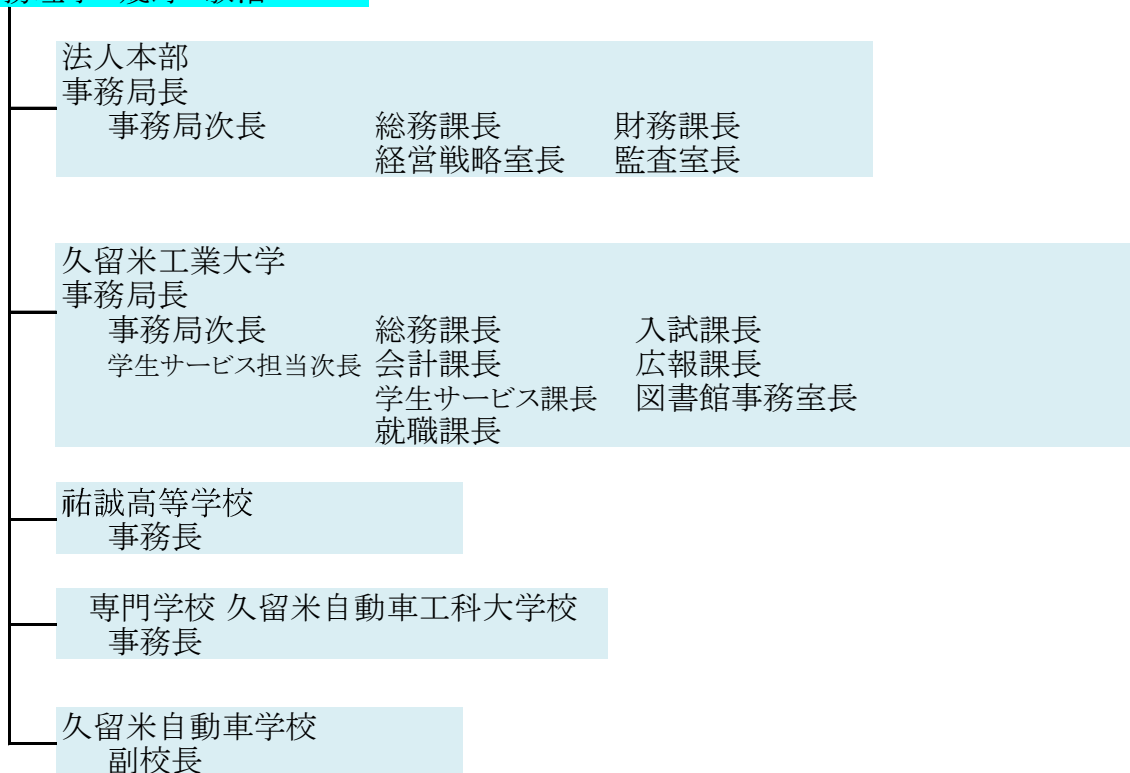 法人本部
事務局長
事務局次長 総務課長 財務課長
経営戦略室長 監査室長
久留米工業大学
事務局長
事務局次長 総務課長 入試課長
学生サービス担当次長 会計課長 広報課長
学生サービス課長 図書館事務室長
就職課長
祐誠高等学校
事務長
専門学校 久留米自動車工科大学校
事務長
久留米自動車学校
副校長